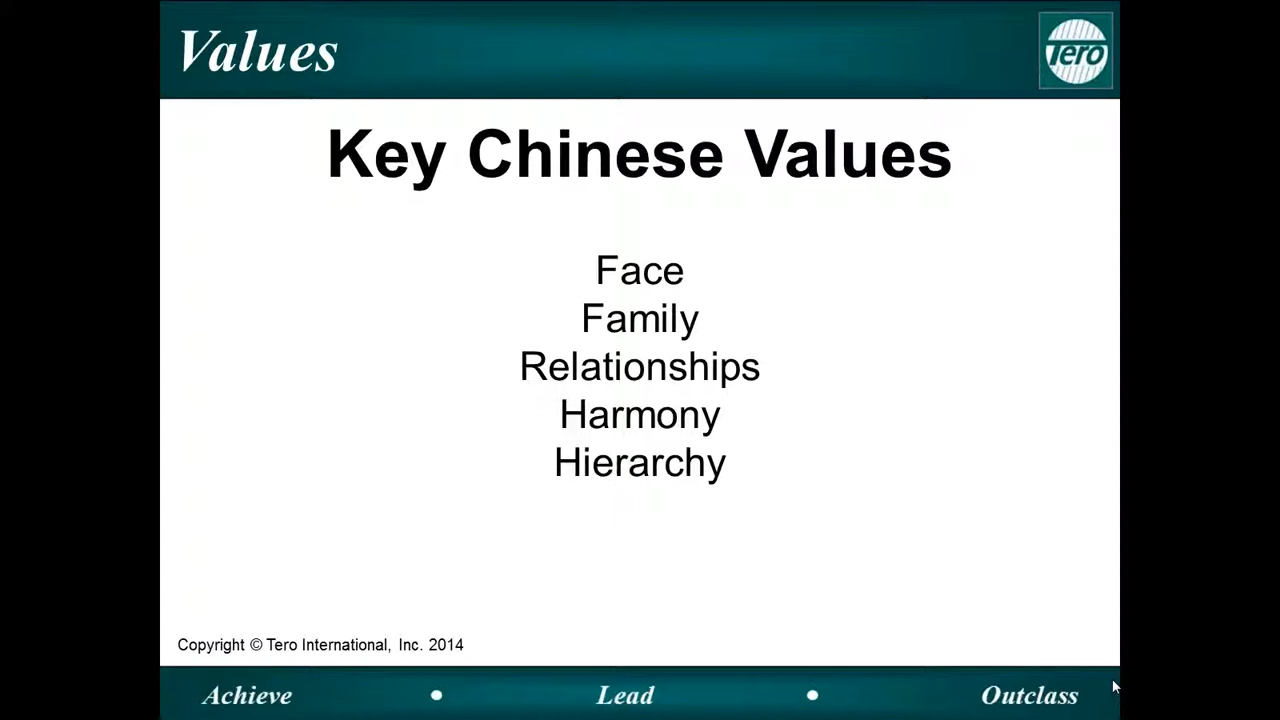 Values
Tero
Key Chinese Values
Face
Family
Relationships
Harmony
Hierarchy
Copyright © Tero International, Inc. 2014
Achieve • Lead • Outclass